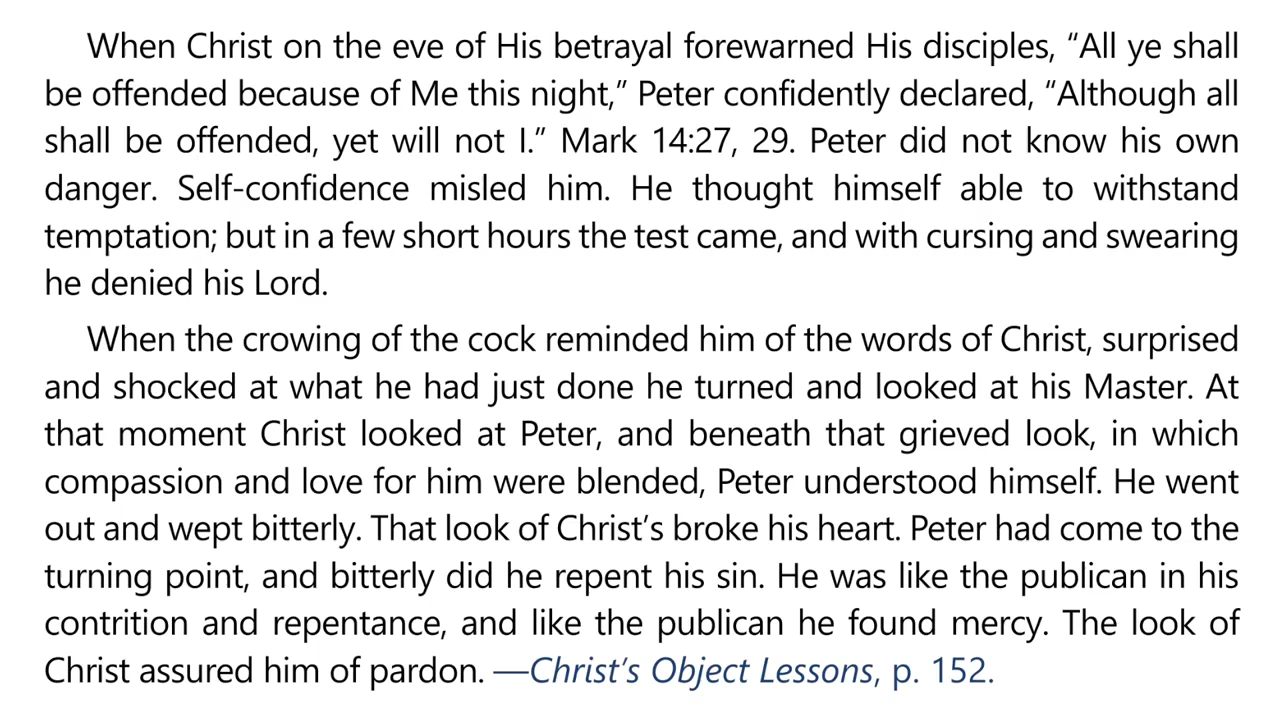 When Christ on the eve of His betrayal forewarned His disciples, “All ye shall
be offended because of Me this night,” Peter confidently declared, “Although all
shall be offended, yet will not I.” Mark 14:27, 29. Peter did not know his own
danger. Self-confidence misled him. He thought himself able to withstand
temptation; but in a few short hours the test came, and with cursing and swearing
he denied his Lord.
When the crowing of the cock reminded him of the words of Christ, surprised
and shocked at what he had just done he turned and looked at his Master. At
that moment Christ looked at Peter, and beneath that grieved look, in which
compassion and love for him were blended, Peter understood himself. He went
out and wept bitterly. That look of Christ’s broke his heart. Peter had come to the
turning point, and bitterly did he repent his sin. He was like the publican in his
contrition and repentance, and like the publican he found mercy. The look of
Christ assured him of pardon. —Christ’s Object Lessons, p. 152.